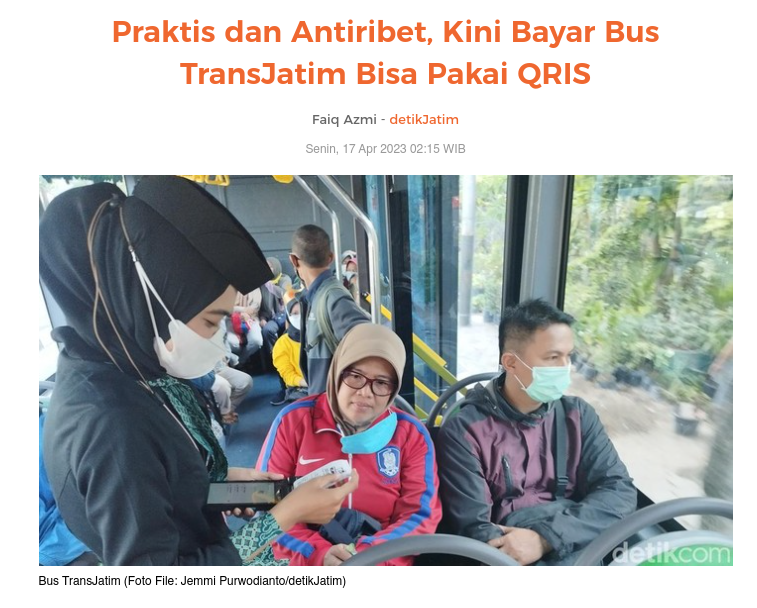 Praktis dan Antiribet, Kini Bayar Bus
TransJatim Bisa Pakai QRIS
Faiq Azmi - detikJatim
Senin, 17 Apr 2023 02:15 WIB
detikcom
Bus TransJatim (Foto File: Jemmi Purwodianto/detikJatim)